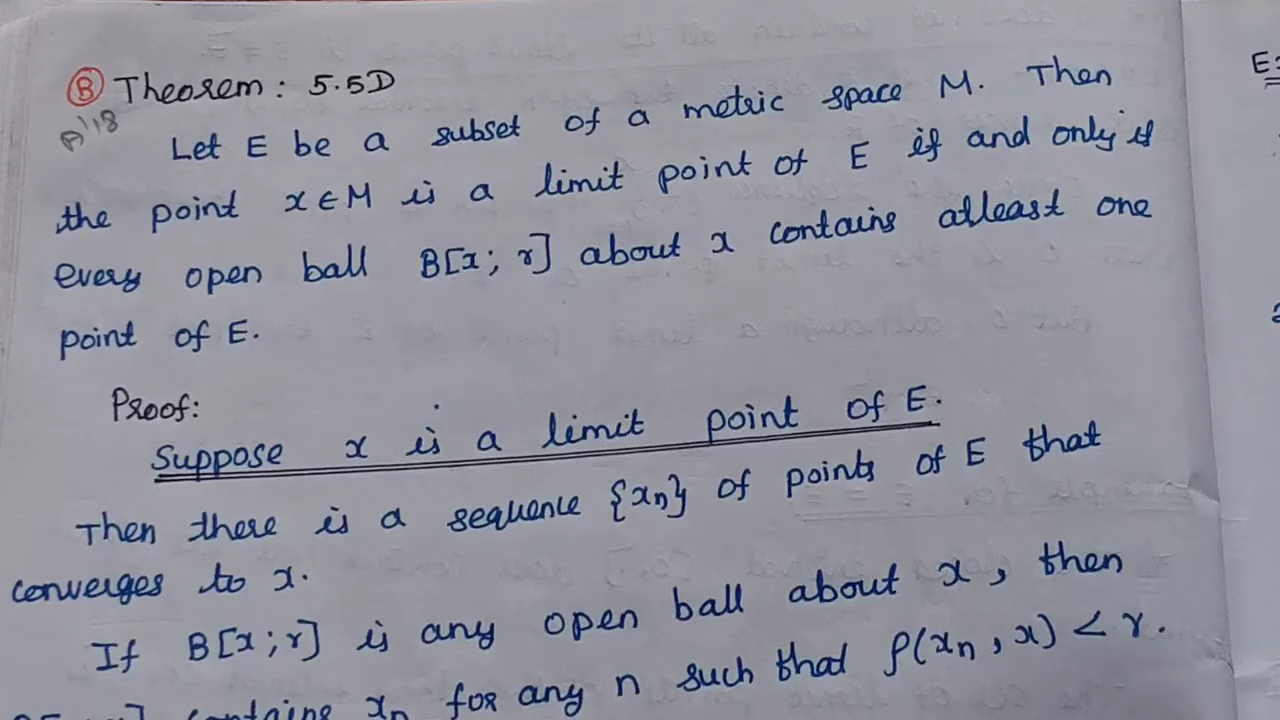 Ⓑ Theorem : 5.5D
A'18
Let E be a subset of a metric space M. Then
the point x∈M is a limit point of E if and only if
every open ball B[x; r] about x contains atleast one
point of E.
Proof:
Suppose x is a limit point of E.
Then there is a sequence {xₙ} of points of E that
converges to x.
If B[x; r] is any open ball about x, then
contains xₙ for any n such that ρ(xₙ, x) < r.